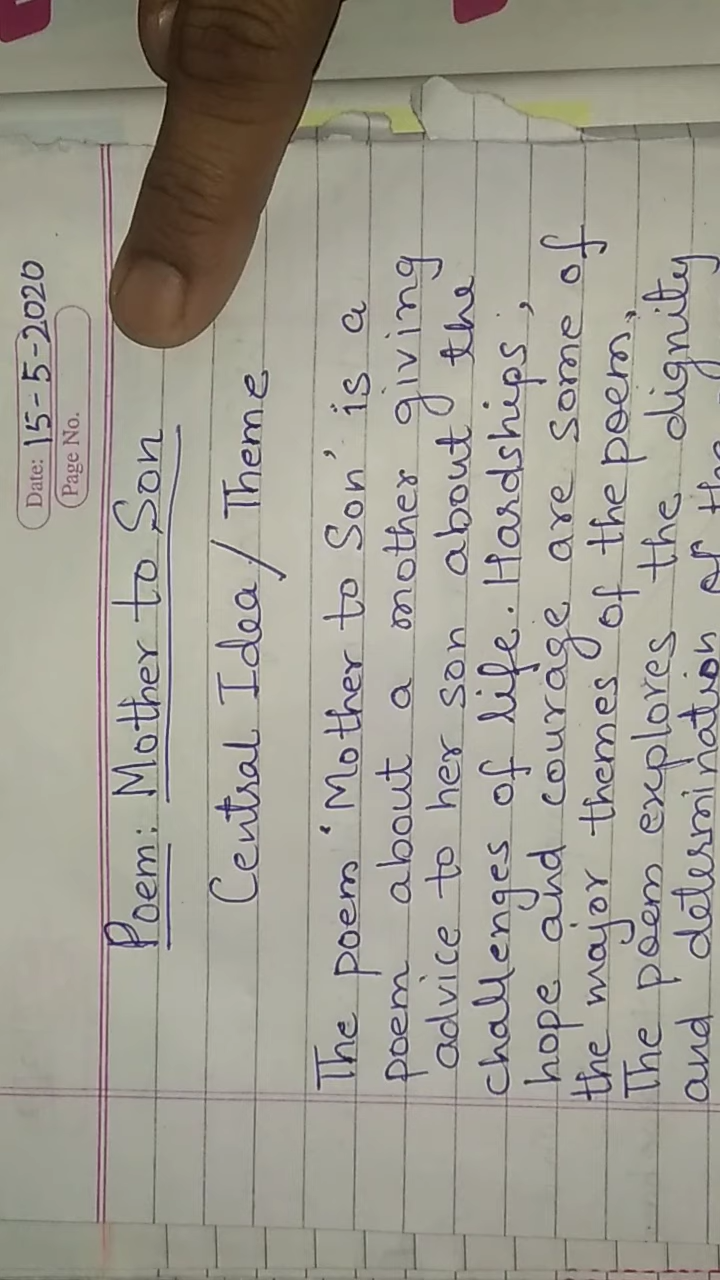 Date: 15-5-2020
Page No.
Poem: Mother to Son
Central Idea/Theme
The poem 'Mother to Son' is a
poem about a mother giving
advice to her son about the
challenges of life. Hardships,
hope and courage are some of
the major themes of the poem,
The poem explores the dignity
and determination of the